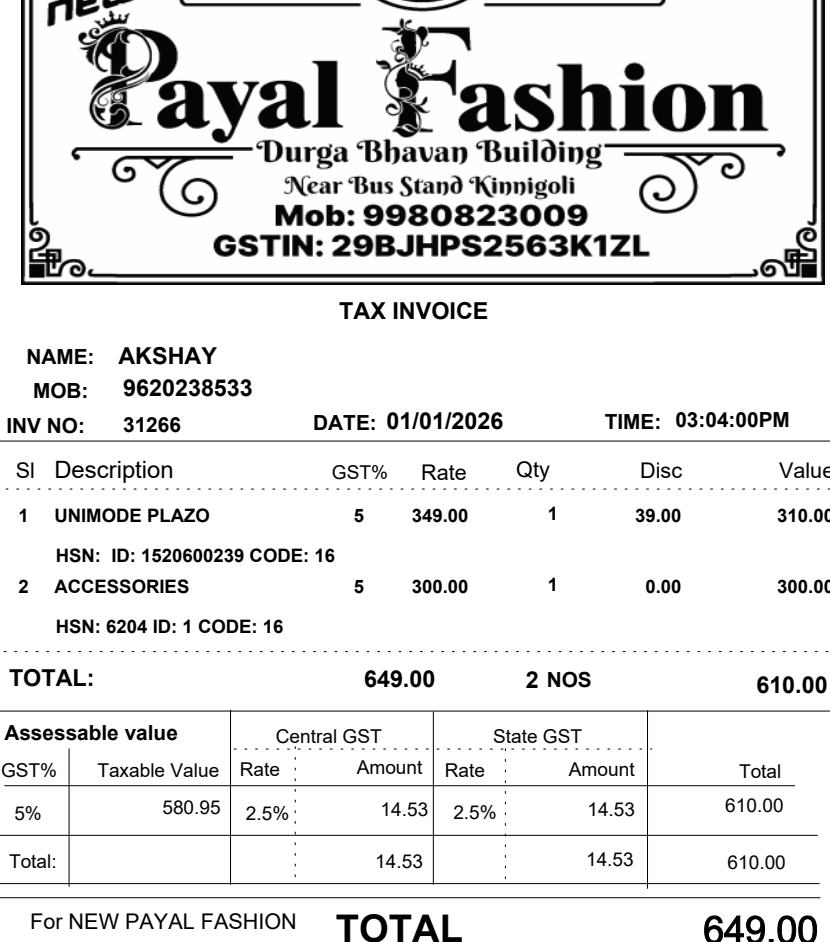 new
Payal Fashion
Durga Bhavan Building
Near Bus Stand Kinnigoli
Mob: 9980823009
GSTIN: 29BJHPS2563K1ZL
TAX INVOICE
NAME: AKSHAY
MOB: 9620238533
INV NO: 31266 DATE: 01/01/2026 TIME: 03:04:00PM
Sl Description GST% Rate Qty Disc Value
1 UNIMODE PLAZO 5 349.00 1 39.00 310.00
HSN: ID: 1520600239 CODE: 16
2 ACCESSORIES 5 300.00 1 0.00 300.00
HSN: 6204 ID: 1 CODE: 16
TOTAL: 649.00 2 NOS 610.00
Assessable value Central GST State GST
GST% Taxable Value Rate Amount Rate Amount Total
5% 580.95 2.5% 14.53 2.5% 14.53 610.00
Total: 14.53 14.53 610.00
For NEW PAYAL FASHION TOTAL 649.00